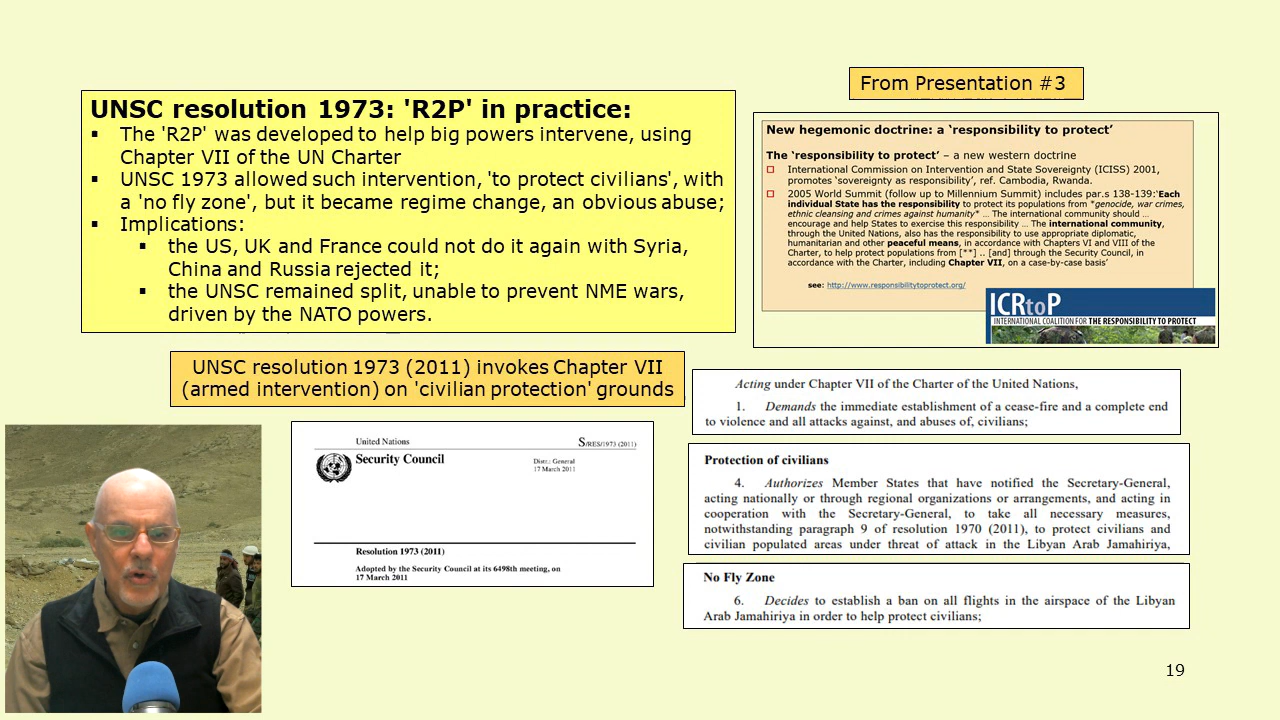 From Presentation #3
UNSC resolution 1973: 'R2P' in practice:
▪ The 'R2P' was developed to help big powers intervene, using
Chapter VII of the UN Charter
▪ UNSC 1973 allowed such intervention, 'to protect civilians', with
a 'no fly zone', but it became regime change, an obvious abuse;
▪ Implications:
▪ the US, UK and France could not do it again with Syria,
China and Russia rejected it;
▪ the UNSC remained split, unable to prevent NME wars,
driven by the NATO powers.
New hegemonic doctrine: a ‘responsibility to protect’
The ‘responsibility to protect’ – a new western doctrine
International Commission on Intervention and State Sovereignty (ICISS) 2001,
promotes ‘sovereignty as responsibility’, ref. Cambodia, Rwanda.
2005 World Summit (follow up to Millennium Summit) includes par.s 138-139:‘Each
individual State has the responsibility to protect its populations from *genocide, war crimes,
ethnic cleansing and crimes against humanity* … The international community should …
encourage and help States to exercise this responsibility … The international community,
through the United Nations, also has the responsibility to use appropriate diplomatic,
humanitarian and other peaceful means, in accordance with Chapters VI and VIII of the
Charter, to help protect populations from [**] .. [and] through the Security Council, in
accordance with the Charter, including Chapter VII, on a case-by-case basis’
see: http://www.responsibilitytoprotect.org/
ICRtoP
INTERNATIONAL COALITION FOR THE RESPONSIBILITY TO PROTECT
UNSC resolution 1973 (2011) invokes Chapter VII
(armed intervention) on 'civilian protection' grounds
United Nations S/RES/1973 (2011)
Security Council Distr.: General
17 March 2011
Resolution 1973 (2011)
Adopted by the Security Council at its 6498th meeting, on
17 March 2011
Acting under Chapter VII of the Charter of the United Nations,
1. Demands the immediate establishment of a cease-fire and a complete end
to violence and all attacks against, and abuses of, civilians;
Protection of civilians
4. Authorizes Member States that have notified the Secretary-General,
acting nationally or through regional organizations or arrangements, and acting in
cooperation with the Secretary-General, to take all necessary measures,
notwithstanding paragraph 9 of resolution 1970 (2011), to protect civilians and
civilian populated areas under threat of attack in the Libyan Arab Jamahiriya,
No Fly Zone
6. Decides to establish a ban on all flights in the airspace of the Libyan
Arab Jamahiriya in order to help protect civilians;
19